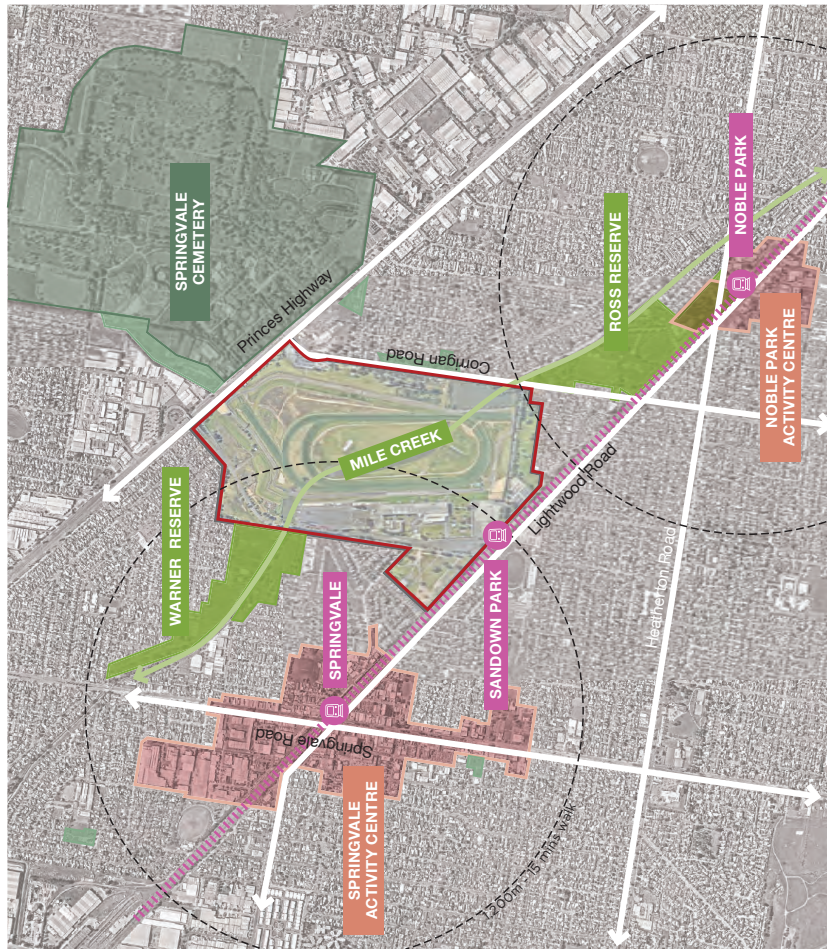 SPRINGVALE
CEMETERY
Princes Highway
NOBLE PARK
ROSS RESERVE
Corrigan Road
NOBLE PARK
ACTIVITY CENTRE
MILE CREEK
WARNER RESERVE
Lightwood Road
SANDOWN PARK
SPRINGVALE
Heatherton Road
Springvale Road
SPRINGVALE
ACTIVITY CENTRE
1200m - 15 mins walk